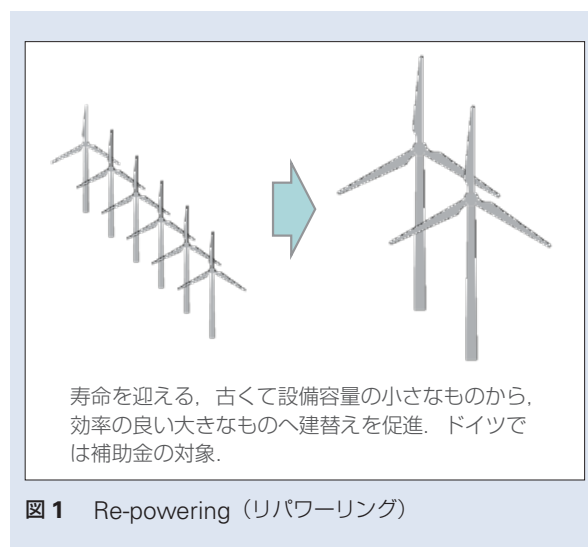 寿命を迎える，古くて設備容量の小さなものから，
効率の良い大きなものへ建替えを促進．ドイツで
は補助金の対象．
図1 Re-powering（リパワーリング）